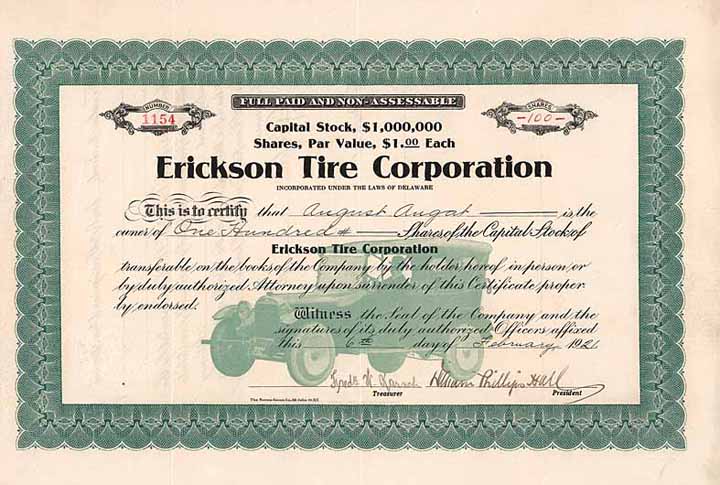 FULL PAID AND NON-ASSESSABLE
NUMBER
1154
SHARES
-100-
Capital Stock, $1,000,000
Shares, Par Value, $1.00 Each
Erickson Tire Corporation
INCORPORATED UNDER THE LAWS OF DELAWARE
This is to certify that August Augat is the
owner of One Hundred # Shares of the Capital Stock of
Erickson Tire Corporation
transferable on the books of the Company by the holder hereof in person or
by duly authorized Attorney upon surrender of this Certificate proper-
ly endorsed.
Witness the Seal of the Company and the
signatures of its duly authorized Officers affixed
this 6th day of February 1921
William Phillips Hall
Treasurer
President